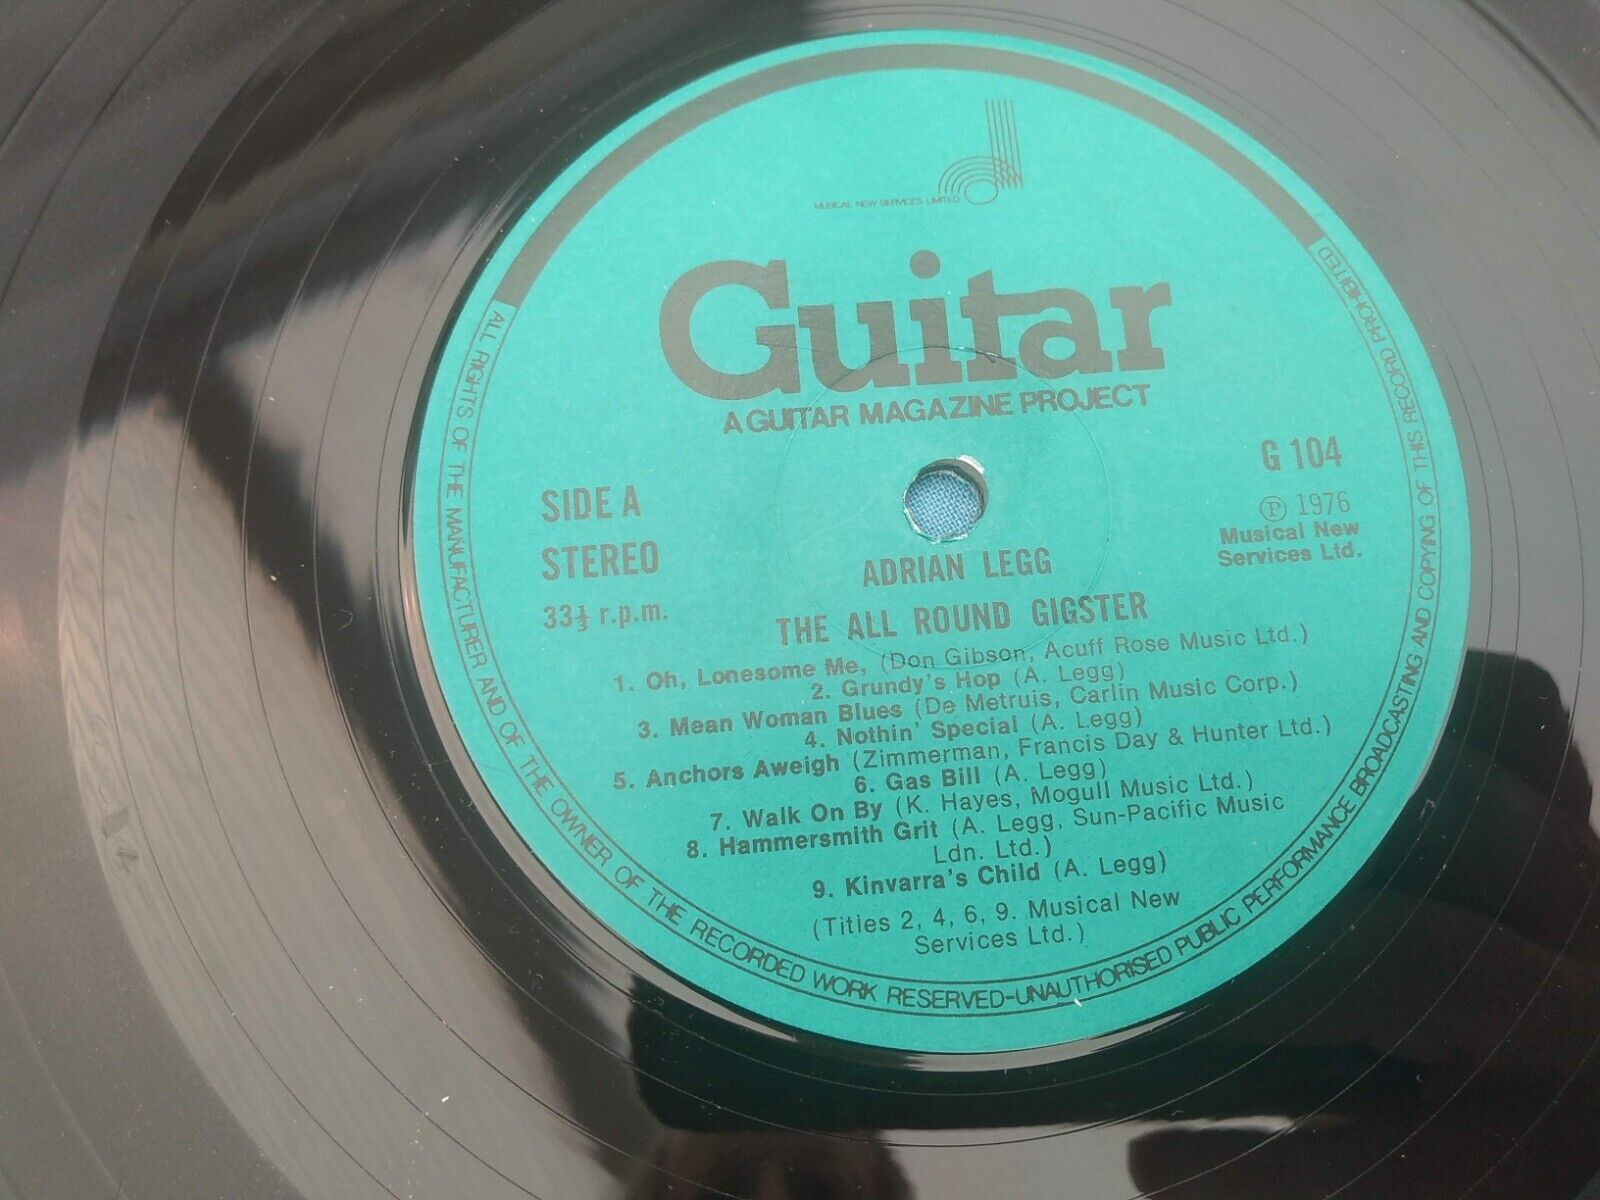 MUSICAL NEW SERVICES LIMITED
Guitar
A GUITAR MAGAZINE PROJECT
SIDE A
STEREO
33⅓ r.p.m.
G 104
℗ 1976
Musical New
Services Ltd.
ADRIAN LEGG
THE ALL ROUND GIGSTER
1. Oh, Lonesome Me, (Don Gibson, Acuff Rose Music Ltd.)
2. Grundy's Hop (A. Legg)
3. Mean Woman Blues (De Metruis, Carlin Music Corp.)
4. Nothin' Special (A. Legg)
5. Anchors Aweigh (Zimmerman, Francis Day & Hunter Ltd.)
6. Gas Bill (A. Legg)
7. Walk On By (K. Hayes, Mogull Music Ltd.)
8. Hammersmith Grit (A. Legg, Sun-Pacific Music
Ldn. Ltd.)
9. Kinvarra's Child (A. Legg)
(Titles 2, 4, 6, 9. Musical New
Services Ltd.)
ALL RIGHTS OF THE MANUFACTURER AND OF THE OWNER OF THE RECORDED WORK RESERVED-UNAUTHORISED PUBLIC PERFORMANCE BROADCASTING AND COPYING OF THIS RECORD PROHIBITED